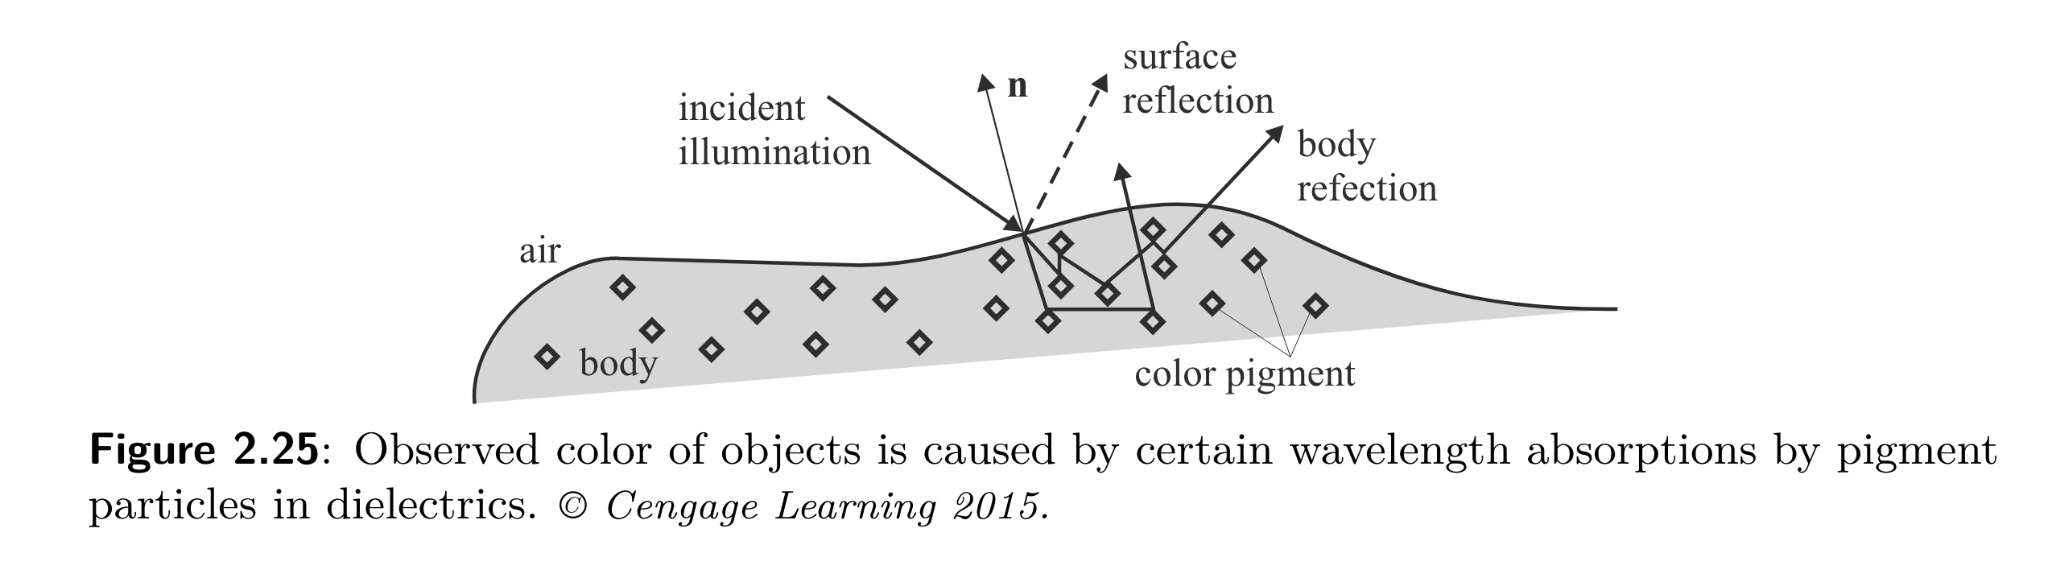 surface
n
reflection
incident
illumination
body
refection
air
body
color pigment
Figure 2.25: Observed color of objects is caused by certain wavelength absorptions by pigment
particles in dielectrics. © Cengage Learning 2015.